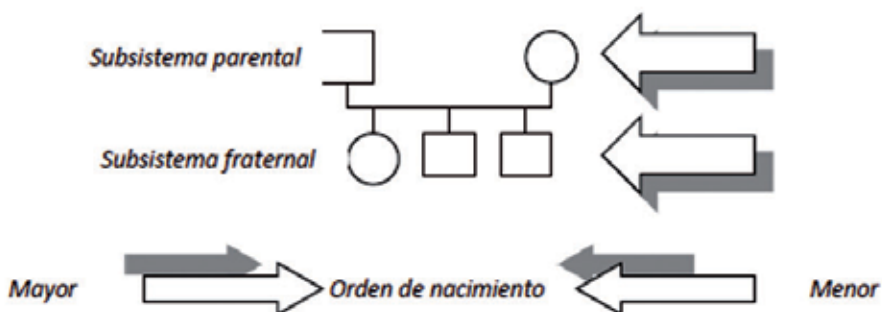 Subsistema parental
Subsistema fraternal
Mayor Orden de nacimiento Menor